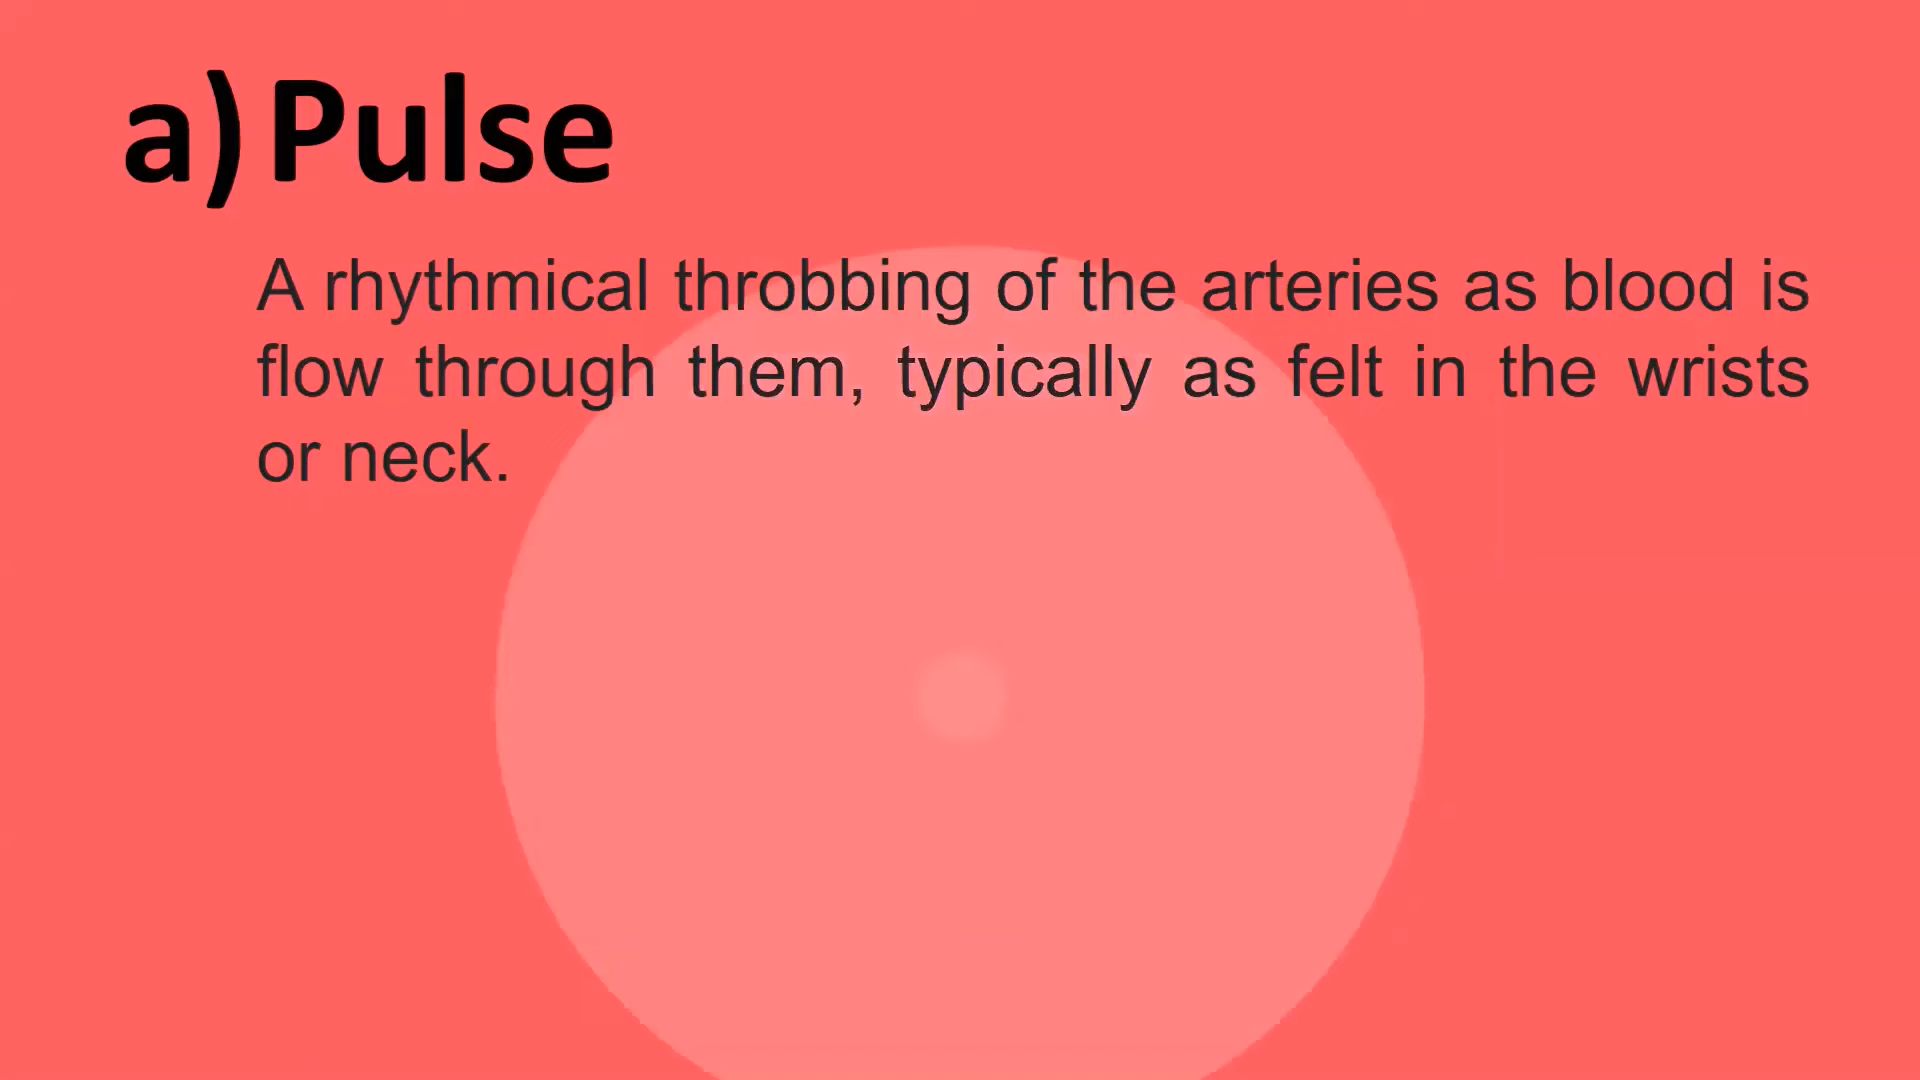 a) Pulse
A rhythmical throbbing of the arteries as blood is
flow through them, typically as felt in the wrists
or neck.